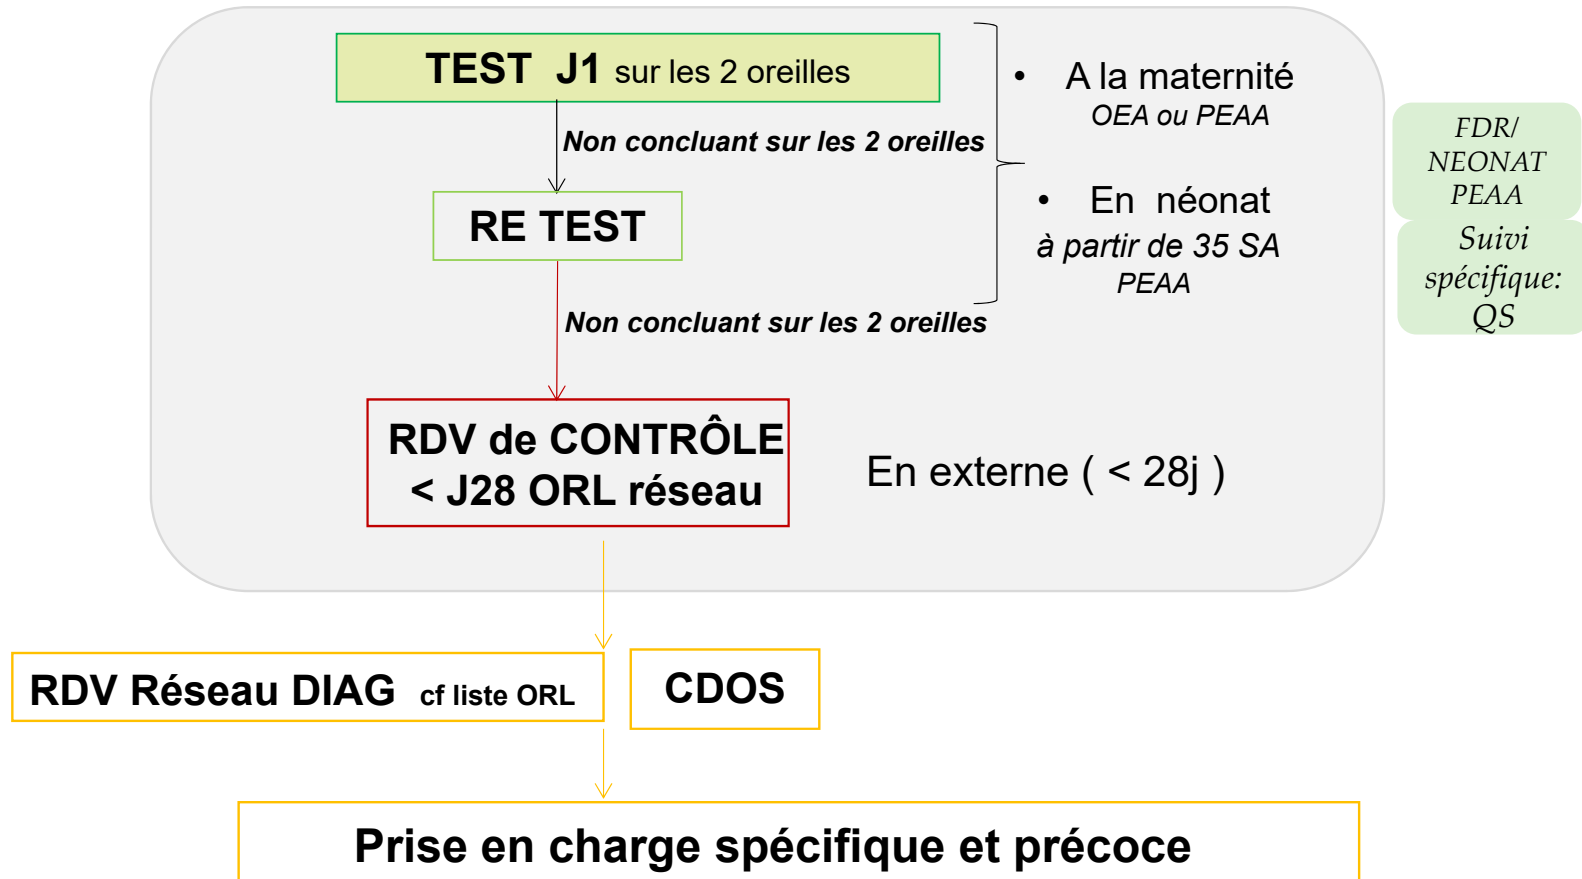 TEST J1 sur les 2 oreilles
Non concluant sur les 2 oreilles
RE TEST
Non concluant sur les 2 oreilles
• A la maternité
OEA ou PEAA
• En néonat
à partir de 35 SA
PEAA
FDR/
NEONAT
PEAA
Suivi
spécifique:
QS
RDV de CONTRÔLE
< J28 ORL réseau
En externe ( < 28j )
RDV Réseau DIAG cf liste ORL
CDOS
Prise en charge spécifique et précoce